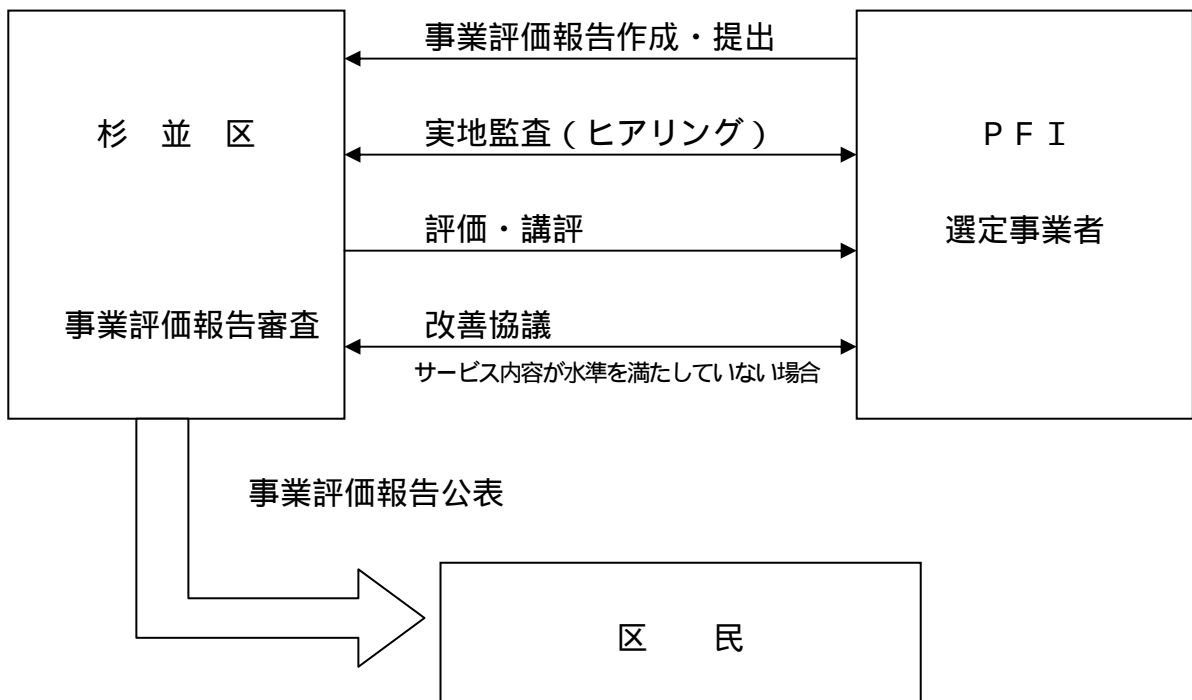 事業評価報告作成・提出
杉　並　区
実地監査（ヒアリング）
ＰＦＩ
評価・講評
選定事業者
事業評価報告審査
改善協議
サービス内容が水準を満たしていない場合
事業評価報告公表
区　　民